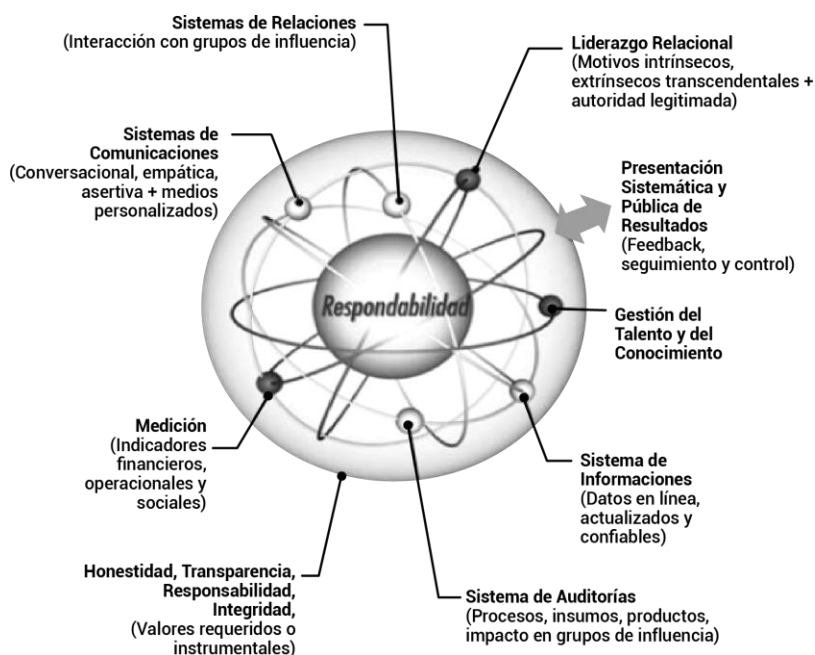 Sistemas de Relaciones
(Interacción con grupos de influencia)
Liderazgo Relacional
(Motivos intrínsecos,
extrínsecos transcendentales +
autoridad legitimada)
Sistemas de
Comunicaciones
(Conversacional, empática,
asertiva + medios
personalizados)
Presentación
Sistemática y
Pública de
Resultados
(Feedback,
seguimiento y control)
Respondabilidad
Gestión del
Talento y del
Conocimiento
Medición
(Indicadores
financieros,
operacionales y
sociales)
Sistema de
Informaciones
(Datos en línea,
actualizados y
confiables)
Honestidad, Transparencia,
Responsabilidad,
Integridad,
(Valores requeridos o
instrumentales)
Sistema de Auditorías
(Procesos, insumos, productos,
impacto en grupos de influencia)